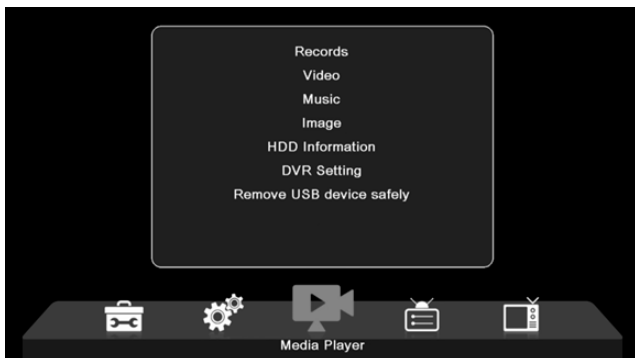 Records
Video
Music
Image
HDD Information
DVR Setting
Remove USB device safely
Media Player